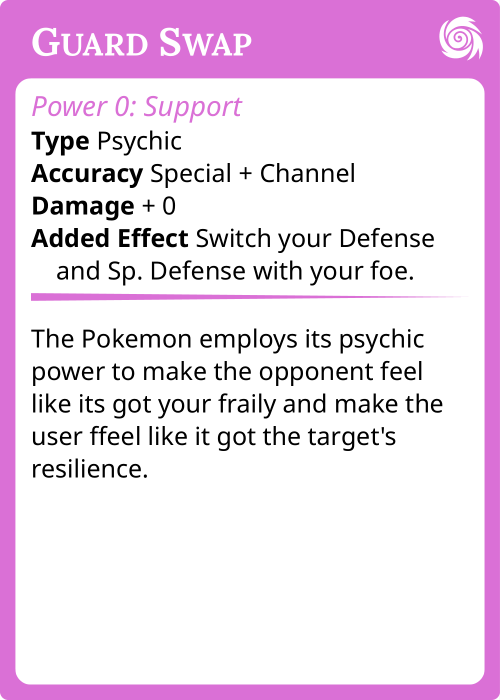 Guard Swap
Power 0: Support
Type Psychic
Accuracy Special + Channel
Damage + 0
Added Effect Switch your Defense
and Sp. Defense with your foe.
The Pokemon employs its psychic
power to make the opponent feel
like its got your fraily and make the
user ffeel like it got the target's
resilience.